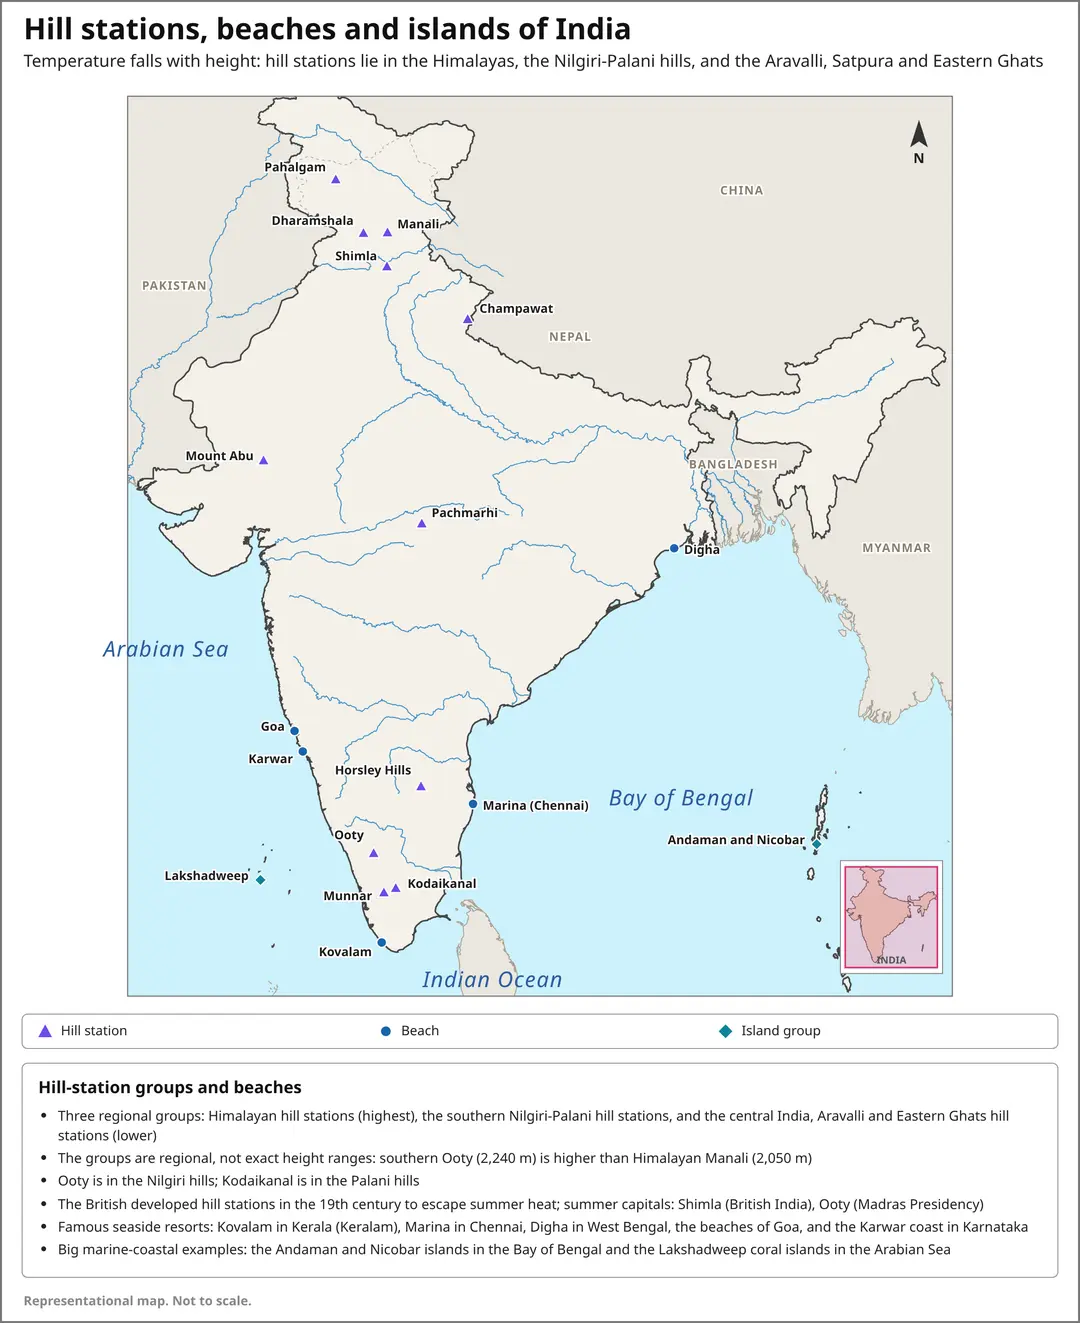 Hill stations, beaches and islands of India
Temperature falls with height: hill stations lie in the Himalayas, the Nilgiri-Palani hills, and the Aravalli, Satpura and Eastern Ghats
N
Pahalgam
CHINA
Dharamshala
Manali
Shimla
PAKISTAN
Champawat
NEPAL
Mount Abu
BANGLADESH
Pachmarhi
Digha
MYANMAR
Arabian Sea
Goa
Karwar
Horsley Hills
Marina (Chennai)
Bay of Bengal
Ooty
Andaman and Nicobar
Lakshadweep
Kodaikanal
Munnar
Kovalam
INDIA
Indian Ocean
Hill station
Beach
Island group
Hill-station groups and beaches
• Three regional groups: Himalayan hill stations (highest), the southern Nilgiri-Palani hill stations, and the central India, Aravalli and Eastern Ghats hill
stations (lower)
• The groups are regional, not exact height ranges: southern Ooty (2,240 m) is higher than Himalayan Manali (2,050 m)
• Ooty is in the Nilgiri hills; Kodaikanal is in the Palani hills
• The British developed hill stations in the 19th century to escape summer heat; summer capitals: Shimla (British India), Ooty (Madras Presidency)
• Famous seaside resorts: Kovalam in Kerala (Keralam), Marina in Chennai, Digha in West Bengal, the beaches of Goa, and the Karwar coast in Karnataka
• Big marine-coastal examples: the Andaman and Nicobar islands in the Bay of Bengal and the Lakshadweep coral islands in the Arabian Sea
Representational map. Not to scale.